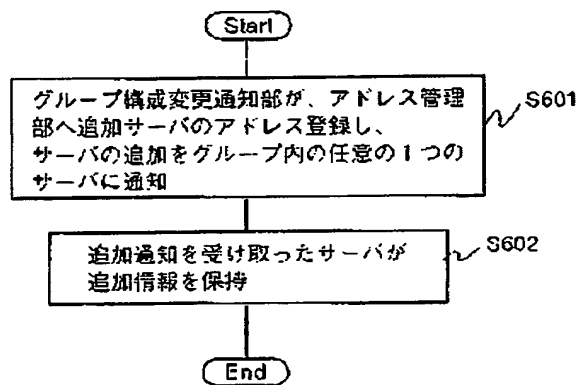 Start
グループ構成変更通知部が、アドレス管理
部へ追加サーバのアドレス登録し、
サーバの追加をグループ内の任意の1つの
サーバに通知
S601
追加通知を受け取ったサーバが
追加情報を保持
S602
End